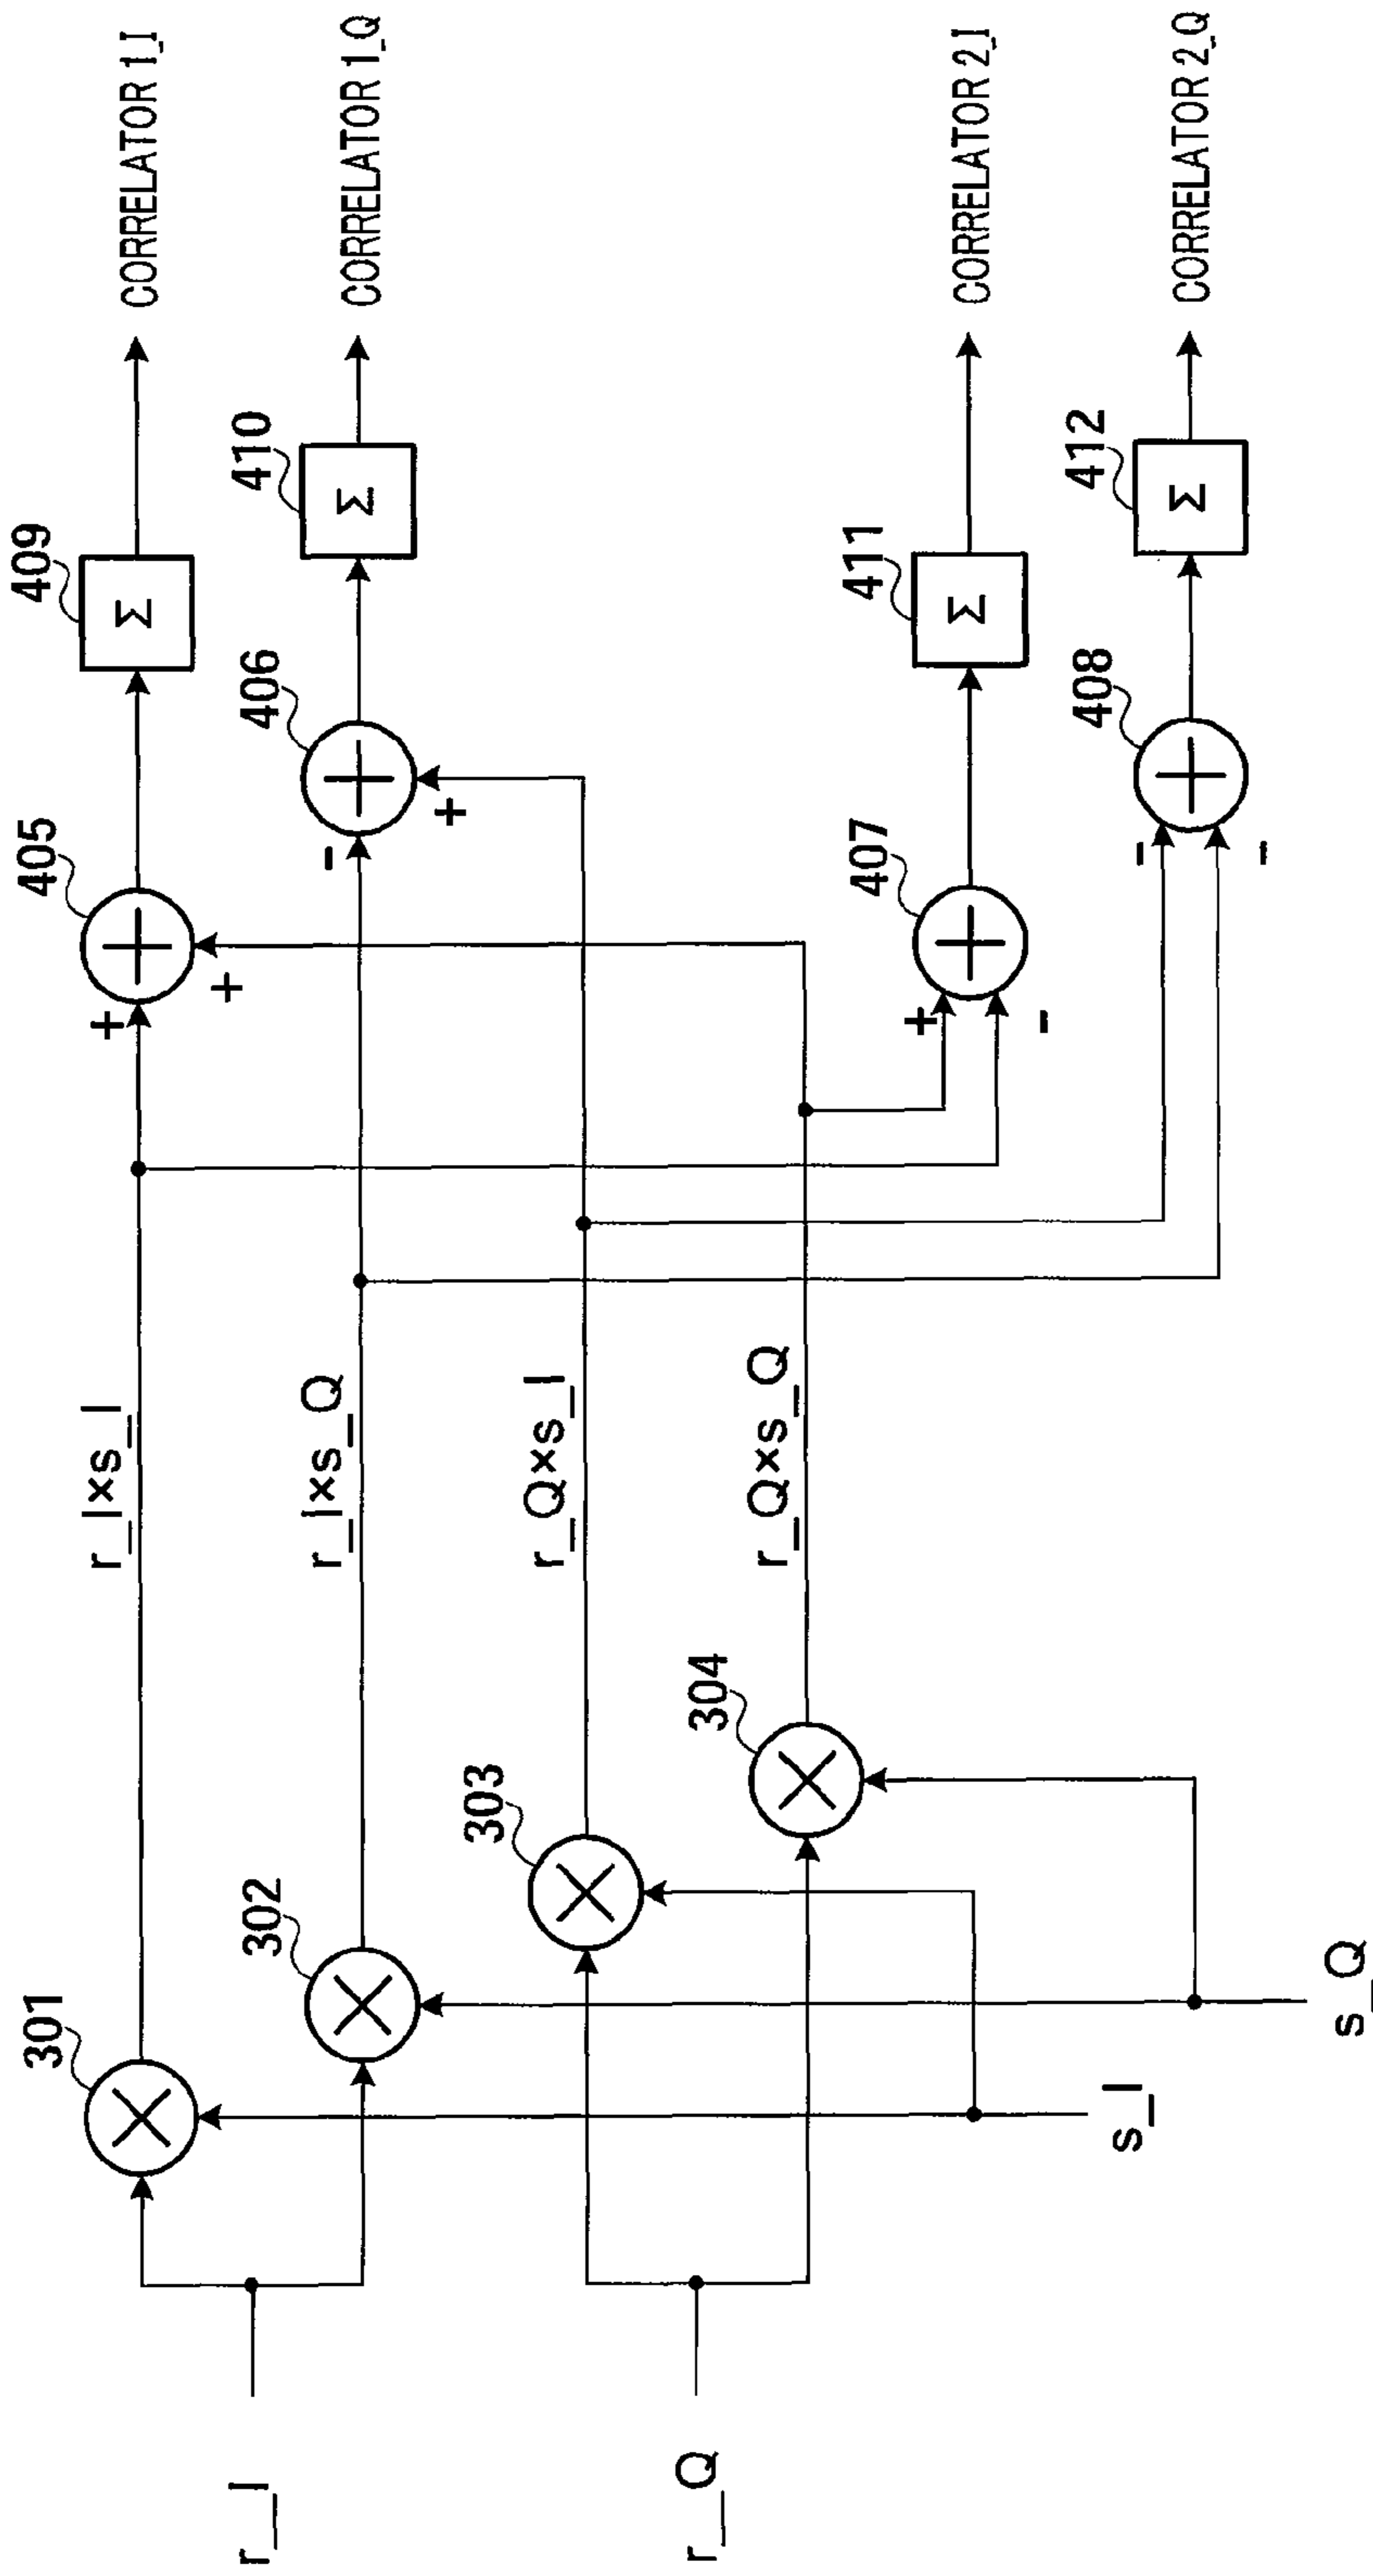 r_I
r_Q
s_I
s_Q
301
302
303
304
r_I×s_I
r_I×s_Q
r_Q×s_I
r_Q×s_Q
405
+
+
406
-
+
407
+
-
408
-
-
409
Σ
410
Σ
411
Σ
412
Σ
CORRELATOR 1_I
CORRELATOR 1_Q
CORRELATOR 2_I
CORRELATOR 2_Q